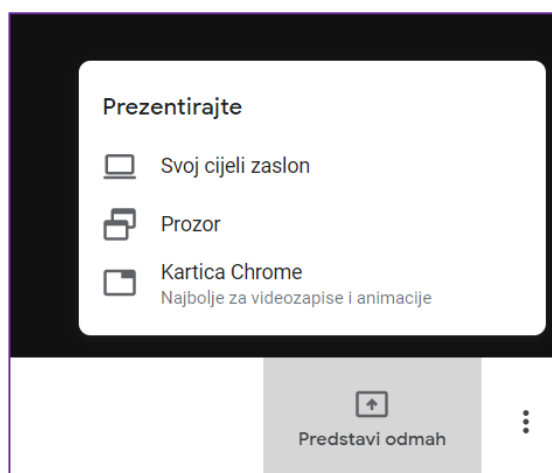 Prezentirajte
Svoj cijeli zaslon
Prozor
Kartica Chrome
Najbolje za videozapise i animacije
Predstavi odmah